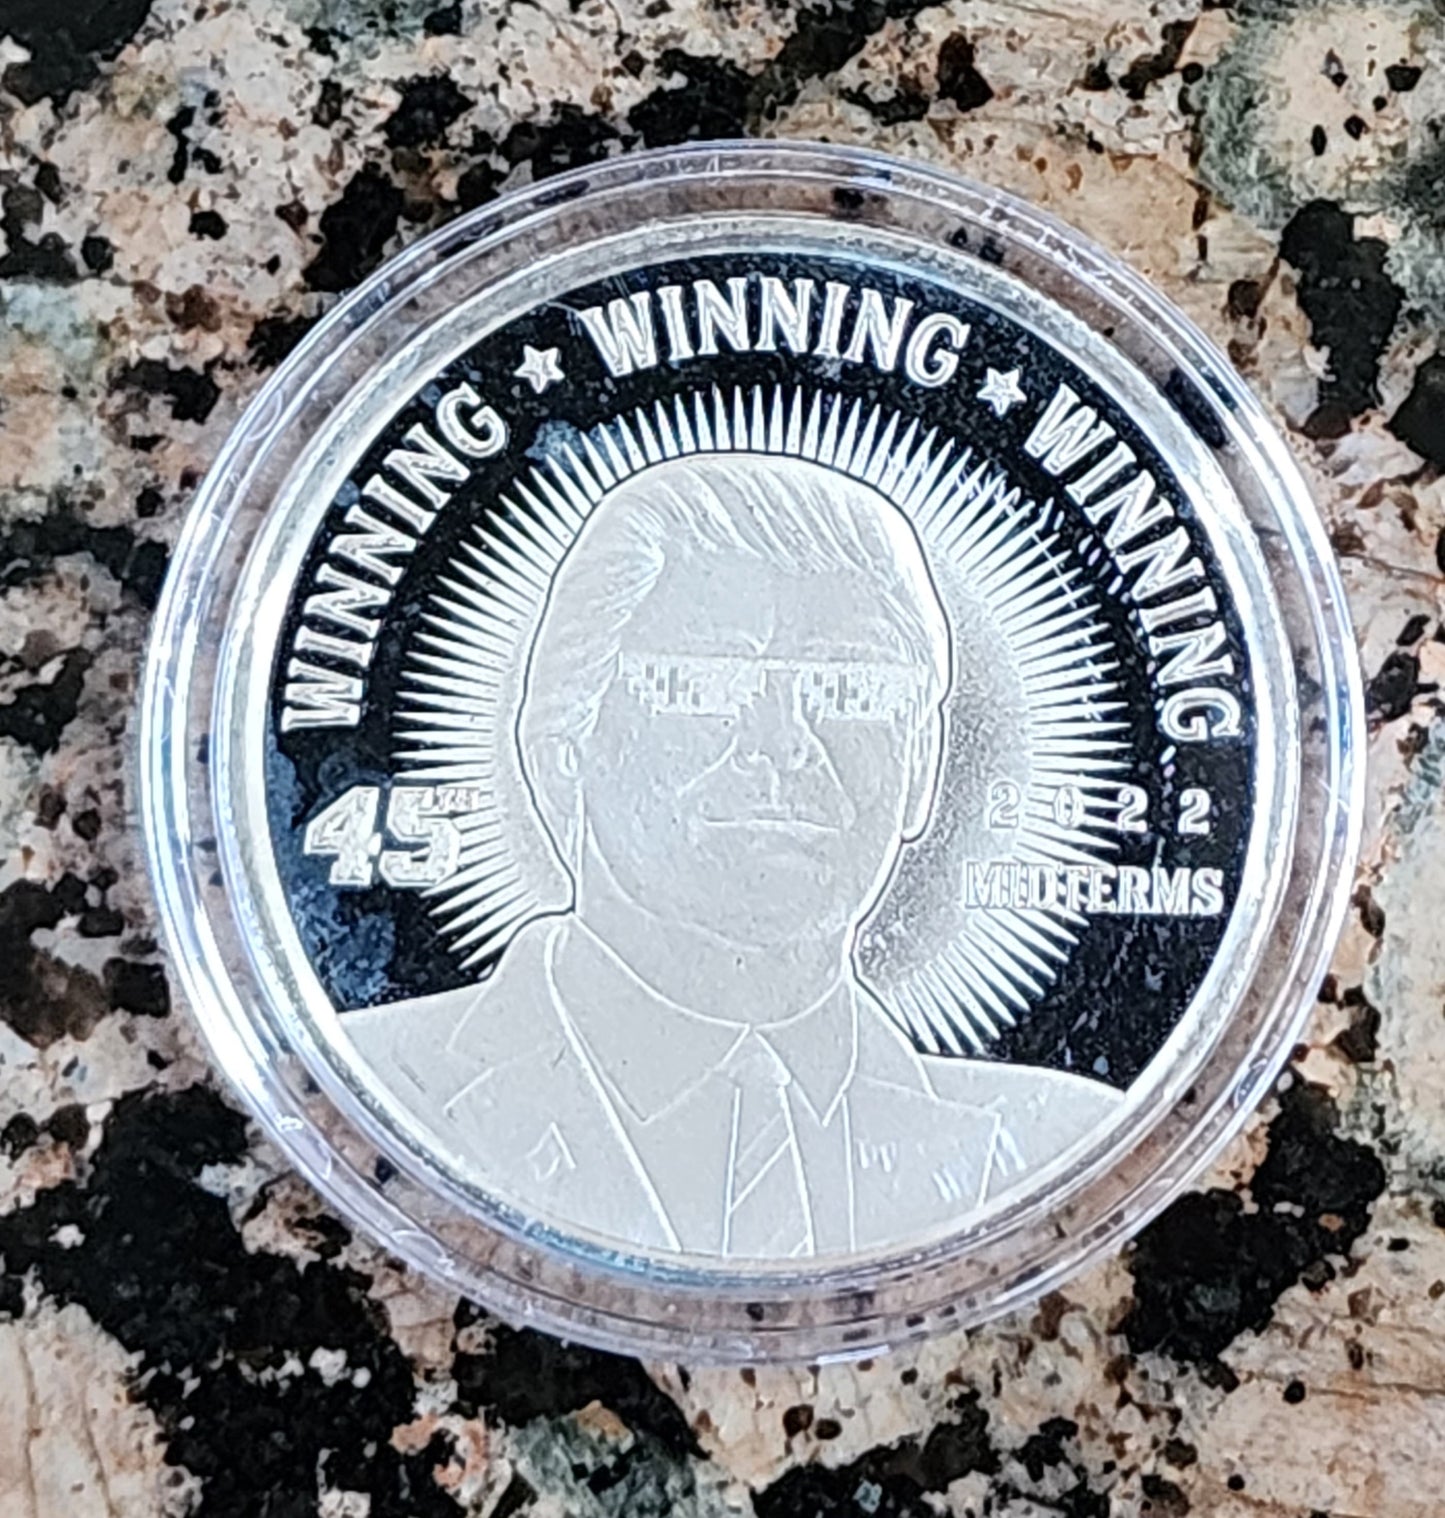 WINNING ★ WINNING ★ WINNING
45TH
2022
MIDTERMS